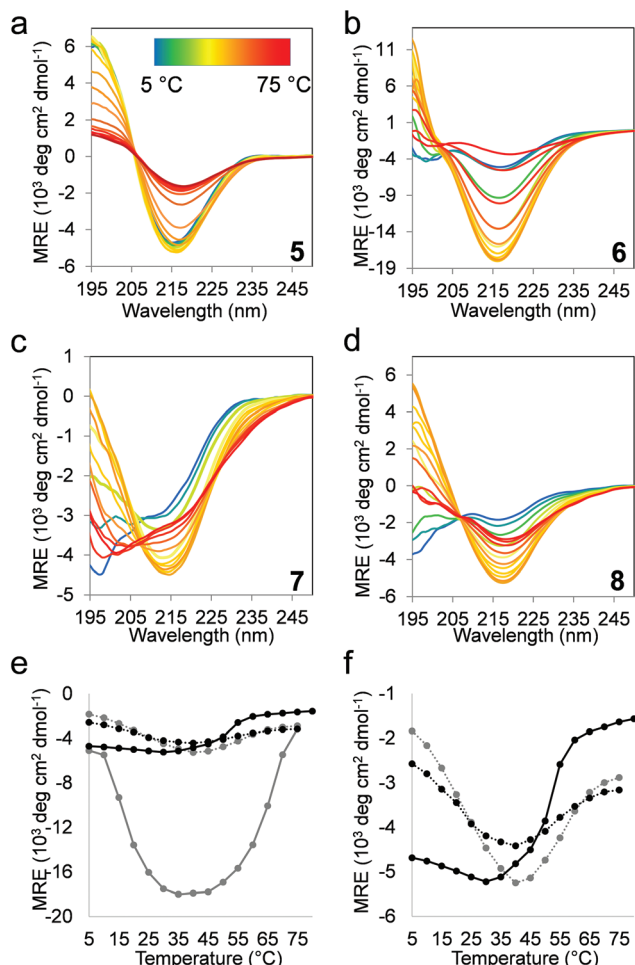 a
MRE (10³ deg cm² dmol⁻¹)
6
4
2
0
-2
-4
-6
5 °C
75 °C
5
195 205 215 225 235 245
Wavelength (nm)
b
MRE (10³ deg cm² dmol⁻¹)
11
6
1
-4
-9
-14
-19
6
195 205 215 225 235 245
Wavelength (nm)
c
MRE (10³ deg cm² dmol⁻¹)
1
0
-1
-2
-3
-4
-5
7
195 205 215 225 235 245
Wavelength (nm)
d
MRE (10³ deg cm² dmol⁻¹)
6
4
2
0
-2
-4
-6
8
195 205 215 225 235 245
Wavelength (nm)
e
MRE (10³ deg cm² dmol⁻¹)
0
-4
-8
-12
-16
-20
5 15 25 35 45 55 65 75
Temperature (°C)
f
MRE (10³ deg cm² dmol⁻¹)
-1
-2
-3
-4
-5
-6
5 15 25 35 45 55 65 75
Temperature (°C)